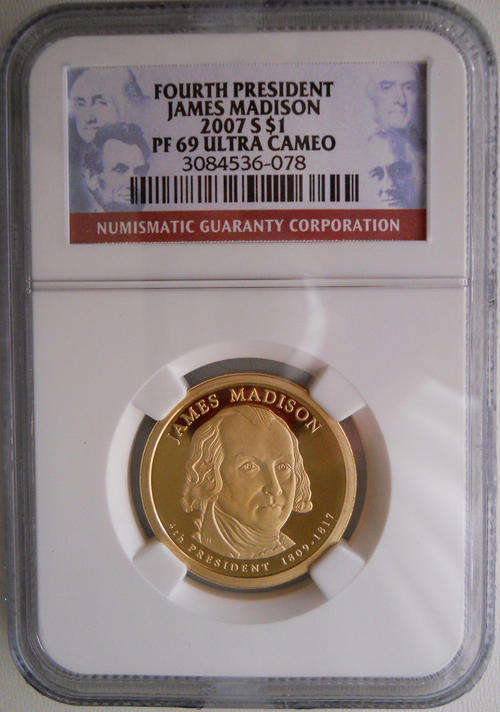 FOURTH PRESIDENT
JAMES MADISON
2007 S $1
PF 69 ULTRA CAMEO
3084536-078
NUMISMATIC GUARANTY CORPORATION
JAMES MADISON
4th PRESIDENT 1809-1817